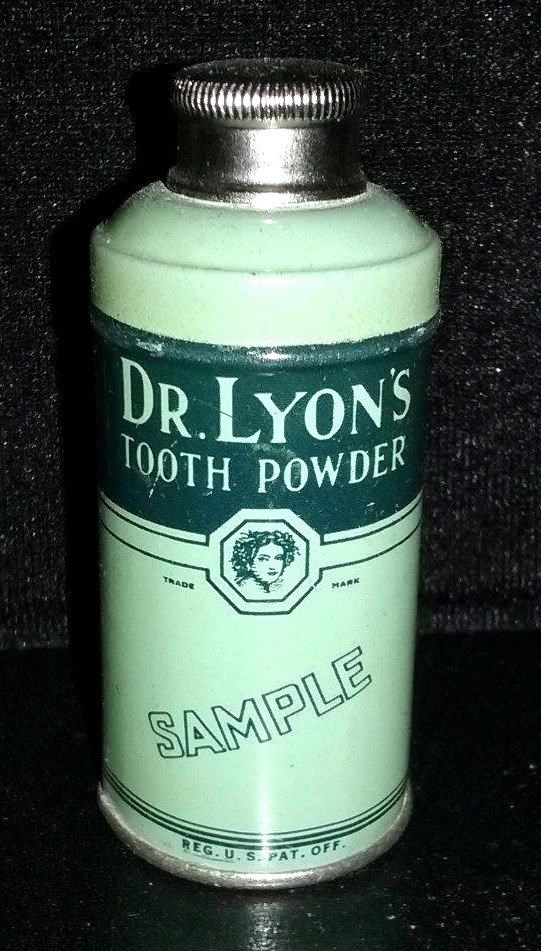 DR. LYON'S
TOOTH POWDER
TRADE MARK
SAMPLE
REG. U. S. PAT. OFF.